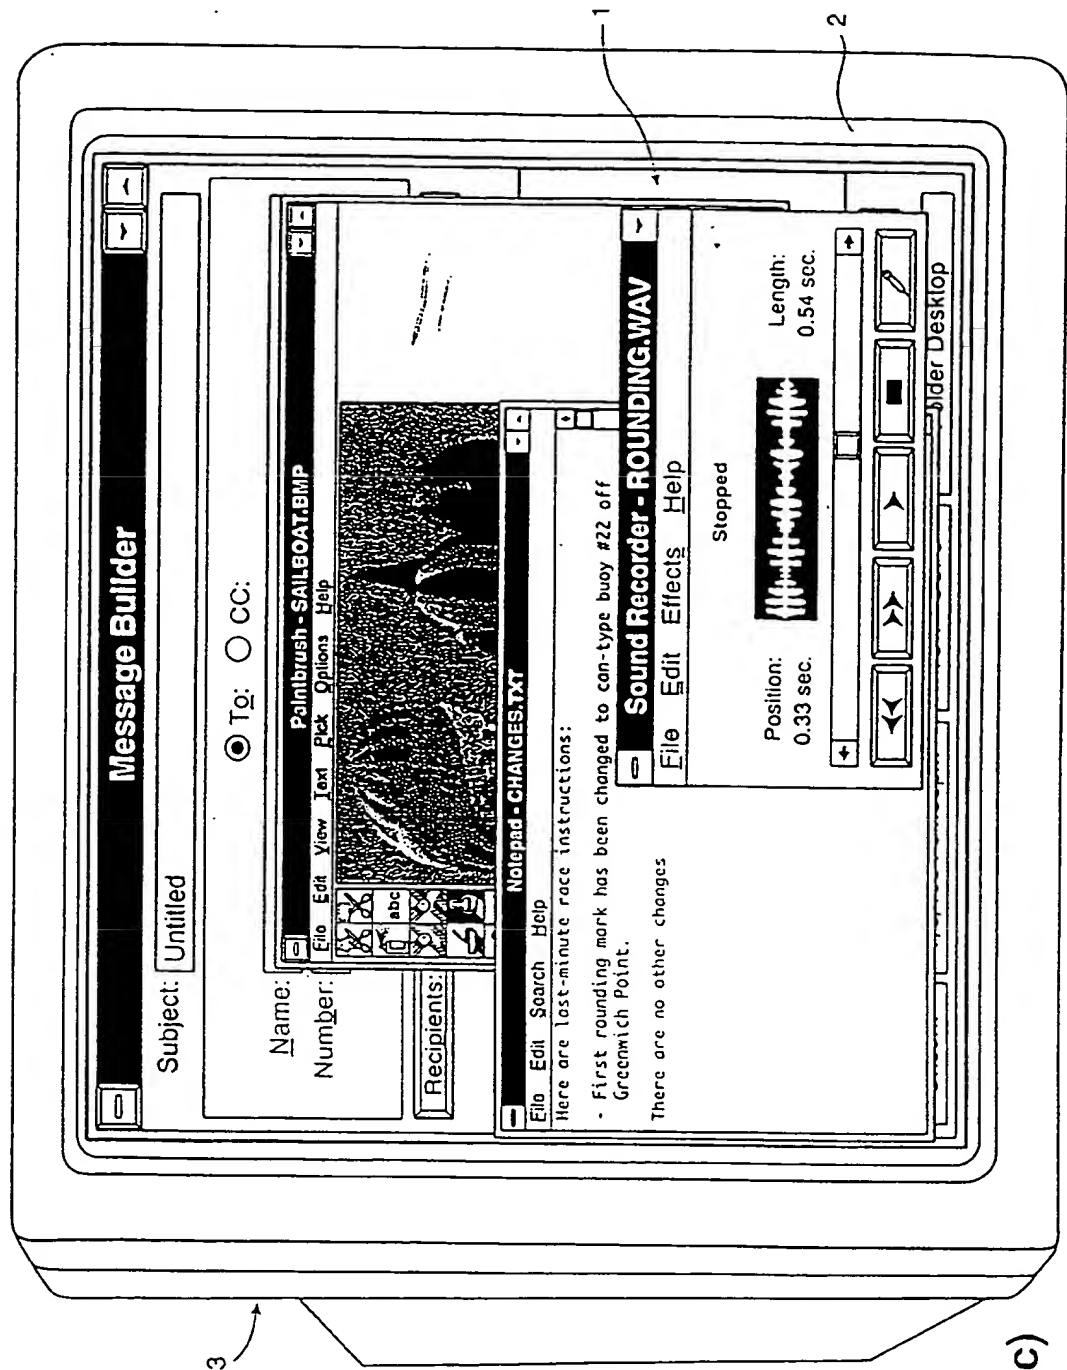 Message Builder
Subject: Untitled
To: CC:
Name:
Number:
Recipients:
Paintbrush - SAILBOAT.BMP
File Edit View Text Pick Options Help
abc
Notepad - CHANGES.TXT
File Edit Search Help
Here are last-minute race instructions:
- First rounding mark has been changed to can-type buoy #22 off
Greenwich Point.
There are no other changes
Sound Recorder - ROUNDING.WAV
File Edit Effects Help
Stopped
Position:
0.33 sec.
Length:
0.54 sec.
Desktop
1
2
3
c)